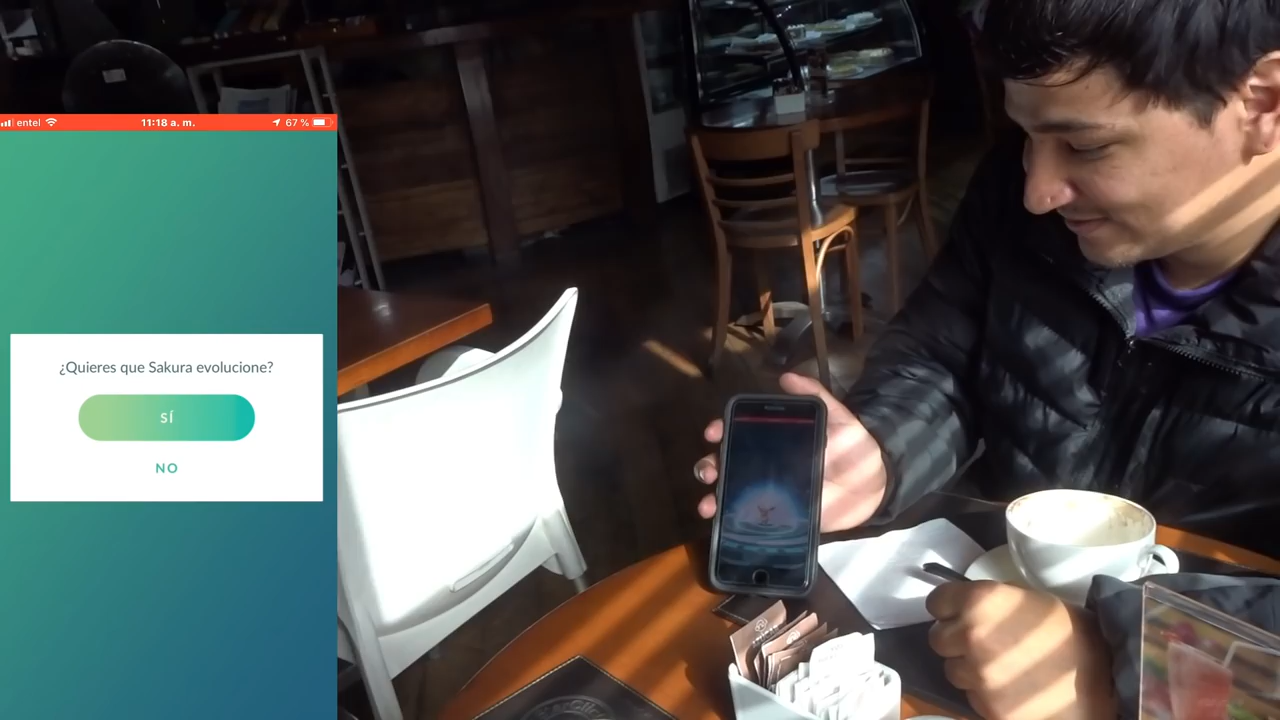 entel
11:18 a. m.
67 %
¿Quieres que Sakura evolucione?
SÍ
NO